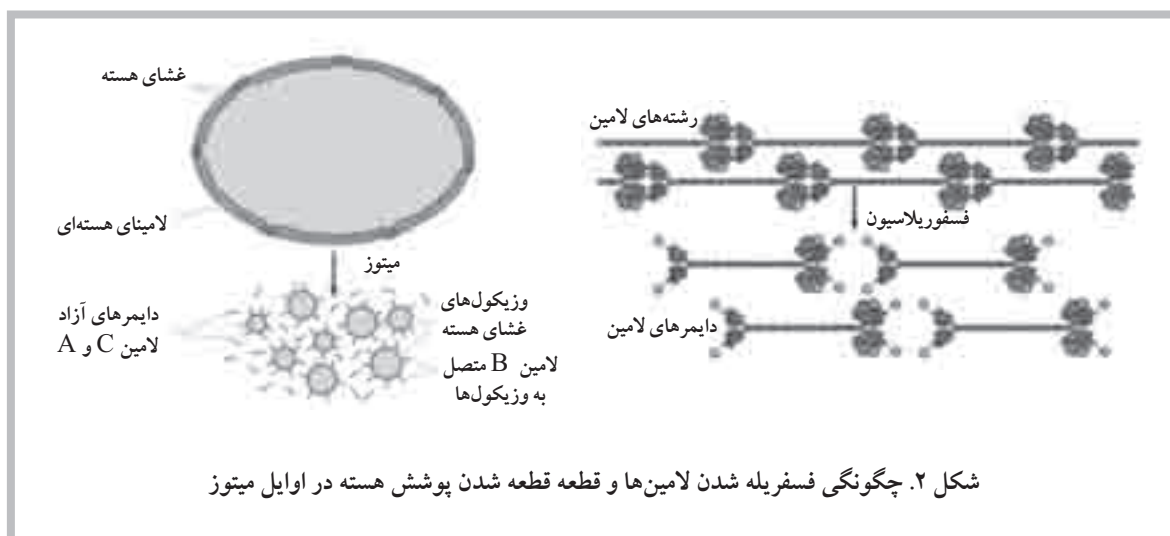 غشای هسته
لامینای هسته‌ای
میتوز
دایمرهای آزاد
لامین C و A
وزیکول‌های
غشای هسته
لامین B متصل
به وزیکول‌ها
رشته‌های لامین
فسفوریلاسیون
دایمرهای لامین
شکل ۲. چگونگی فسفریله شدن لامین‌ها و قطعه قطعه شدن پوشش هسته در اوایل میتوز